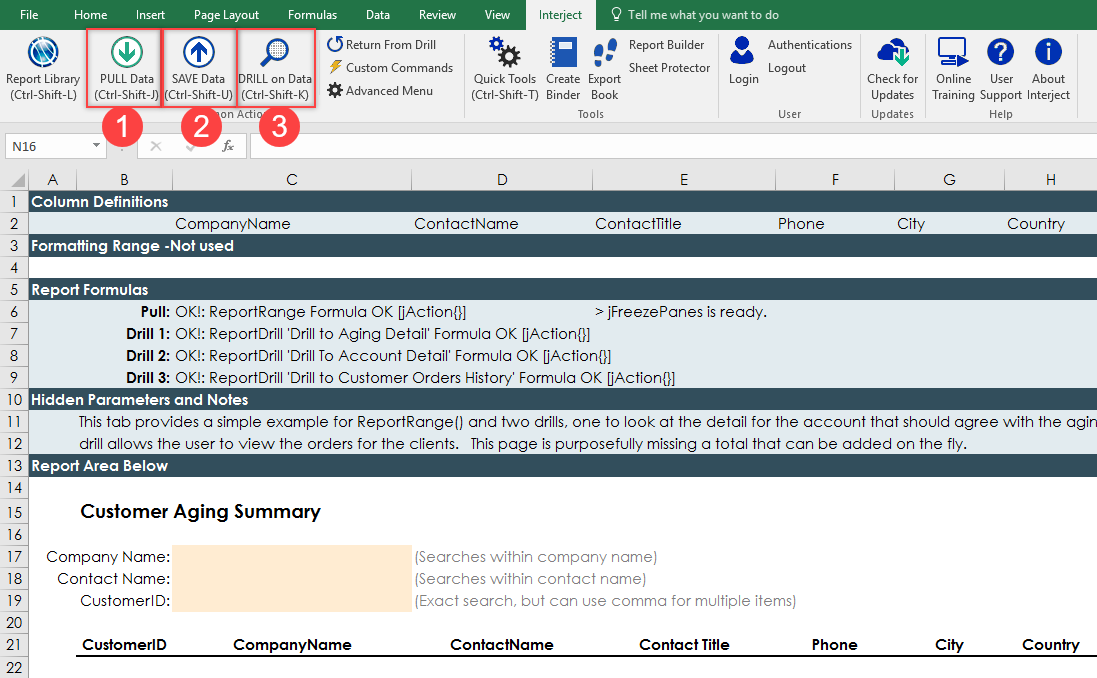 File Home Insert Page Layout Formulas Data Review View Interject Tell me what you want to do
Report Library
(Ctrl-Shift-L)
PULL Data
(Ctrl-Shift-J)
SAVE Data
(Ctrl-Shift-U)
DRILL on Data
(Ctrl-Shift-K)
Return From Drill
Custom Commands
Advanced Menu
Quick Tools
(Ctrl-Shift-T)
Create
Binder
Export
Book
Report Builder
Sheet Protector
Tools
Login
Authentications
Logout
User
Check for
Updates
Updates
Online
Training
User
Support
About
Interject
Help
1 2 3
N16 fx
A B C D E F G H
1 Column Definitions
2 CompanyName ContactName ContactTitle Phone City Country
3 Formatting Range -Not used
4
5 Report Formulas
6 Pull: OK!: ReportRange Formula OK [jAction{}] > jFreezePanes is ready.
7 Drill 1: OK!: ReportDrill 'Drill to Aging Detail' Formula OK [jAction{}]
8 Drill 2: OK!: ReportDrill 'Drill To Account Detail' Formula OK [jAction{}]
9 Drill 3: OK!: ReportDrill 'Drill to Customer Orders History' Formula OK [jAction{}]
10 Hidden Parameters and Notes
11 This tab provides a simple example for ReportRange() and two drills, one to look at the detail for the account that should agree with the agin
12 drill allows the user to view the orders for the clients. This page is purposefully missing a total that can be added on the fly.
13 Report Area Below
14
15 Customer Aging Summary
16
17 Company Name: (Searches within company name)
18 Contact Name: (Searches within contact name)
19 CustomerID: (Exact search, but can use comma for multiple items)
20
21 CustomerID CompanyName ContactName Contact Title Phone City Country
22